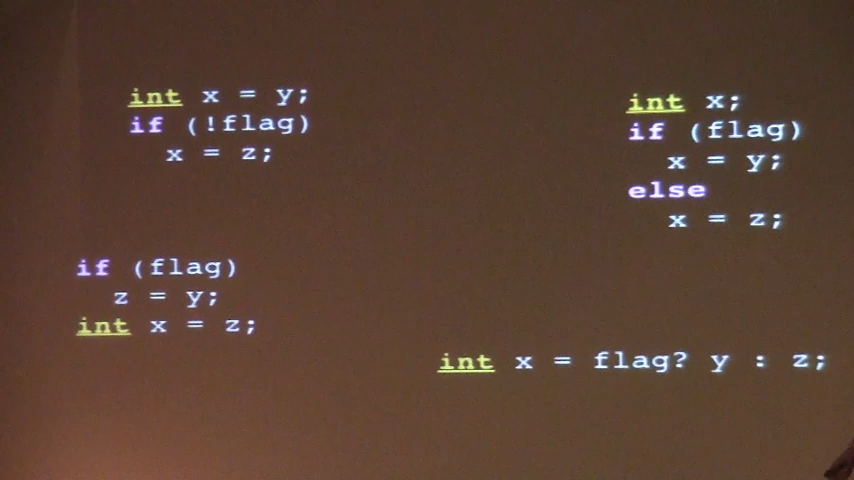 int x = y;
if (!flag)
  x = z;
int x;
if (flag)
  x = y;
else
  x = z;
if (flag)
  z = y;
int x = z;
int x = flag? y : z;